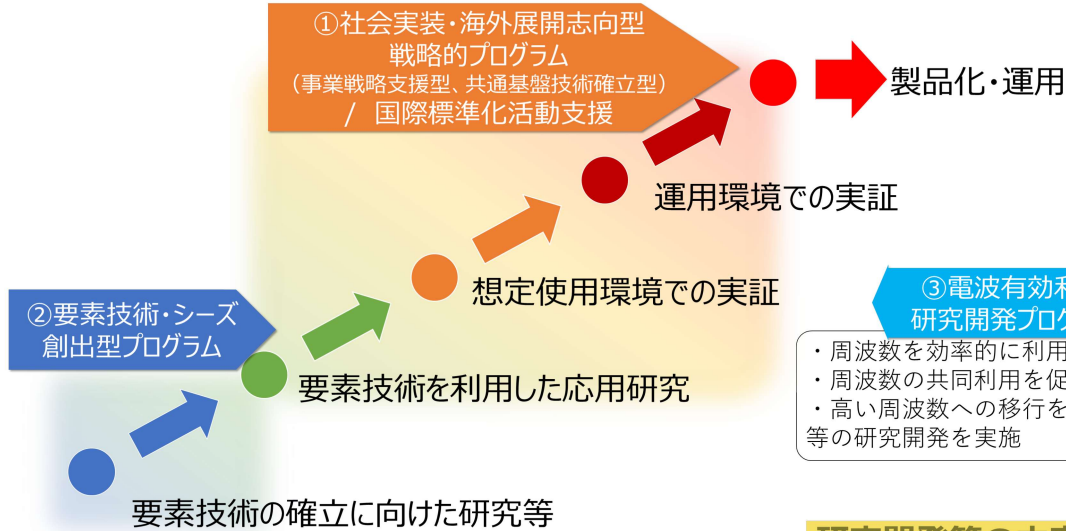 ①社会実装・海外展開志向型
戦略的プログラム
（事業戦略支援型、共通基盤技術確立型）
/ 国際標準化活動支援
製品化・運用
運用環境での実証
想定使用環境での実証
②要素技術・シーズ
創出型プログラム
要素技術を利用した応用研究
要素技術の確立に向けた研究等
③電波有効利
研究開発プログ
・周波数を効率的に利用
・周波数の共同利用を促
・高い周波数への移行を
等の研究開発を実施